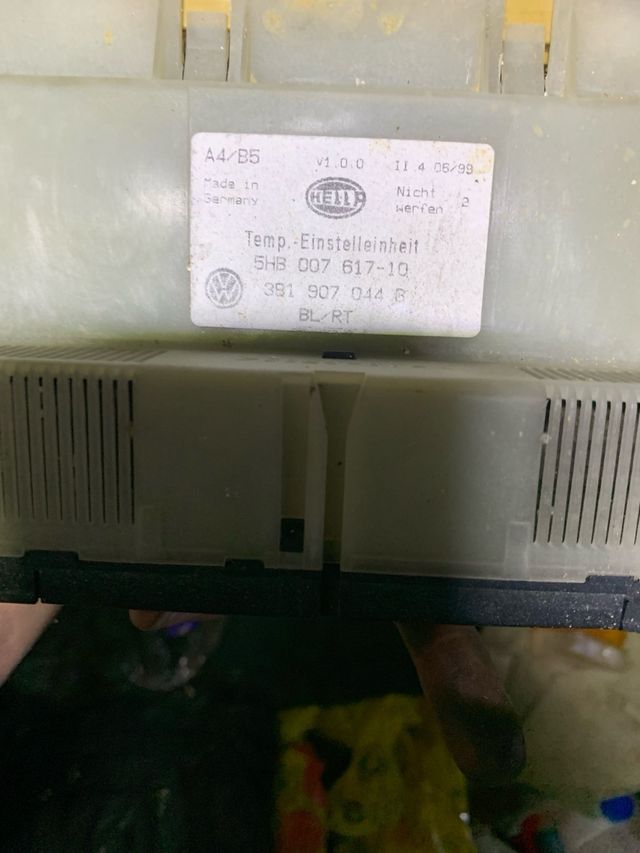 A4/B5 V1.0.0 II.4 06/99
Made in Germany
HELLA
Nicht werfen 2
Temp.-Einstelleinheit
5HB 007 617-10
VW
3B1 907 044 B
BL/RT